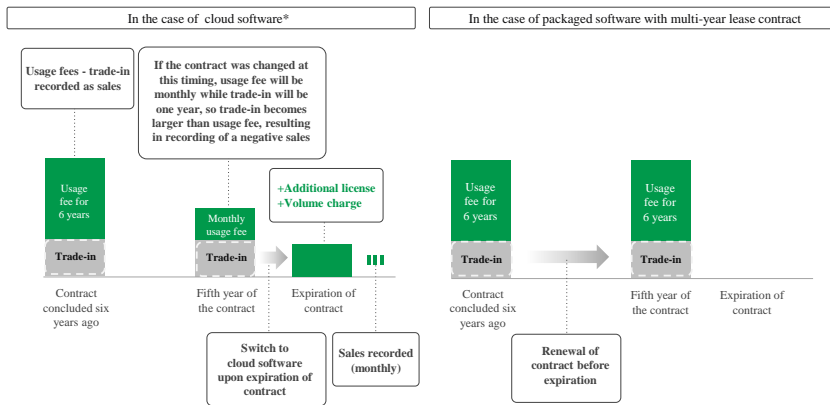 In the case of cloud software*
Usage fees - trade-in
recorded as sales
If the contract was changed at
this timing, usage fee will be
monthly while trade-in will be
one year, so trade-in becomes
larger than usage fee, resulting
in recording of a negative sales
+Additional license
+Volume charge
Usage
fee for
6 years
Trade-in
Monthly
usage fee
Trade-in
Contract
concluded six
years ago
Fifth year of
the contract
Expiration of
contract
Switch to
cloud software
upon expiration of
contract
Sales recorded
(monthly)
In the case of packaged software with multi-year lease contract
Usage
fee for
6 years
Trade-in
Usage
fee for
6 years
Trade-in
Contract
concluded six
years ago
Fifth year of
the contract
Expiration of
contract
Renewal of
contract before
expiration